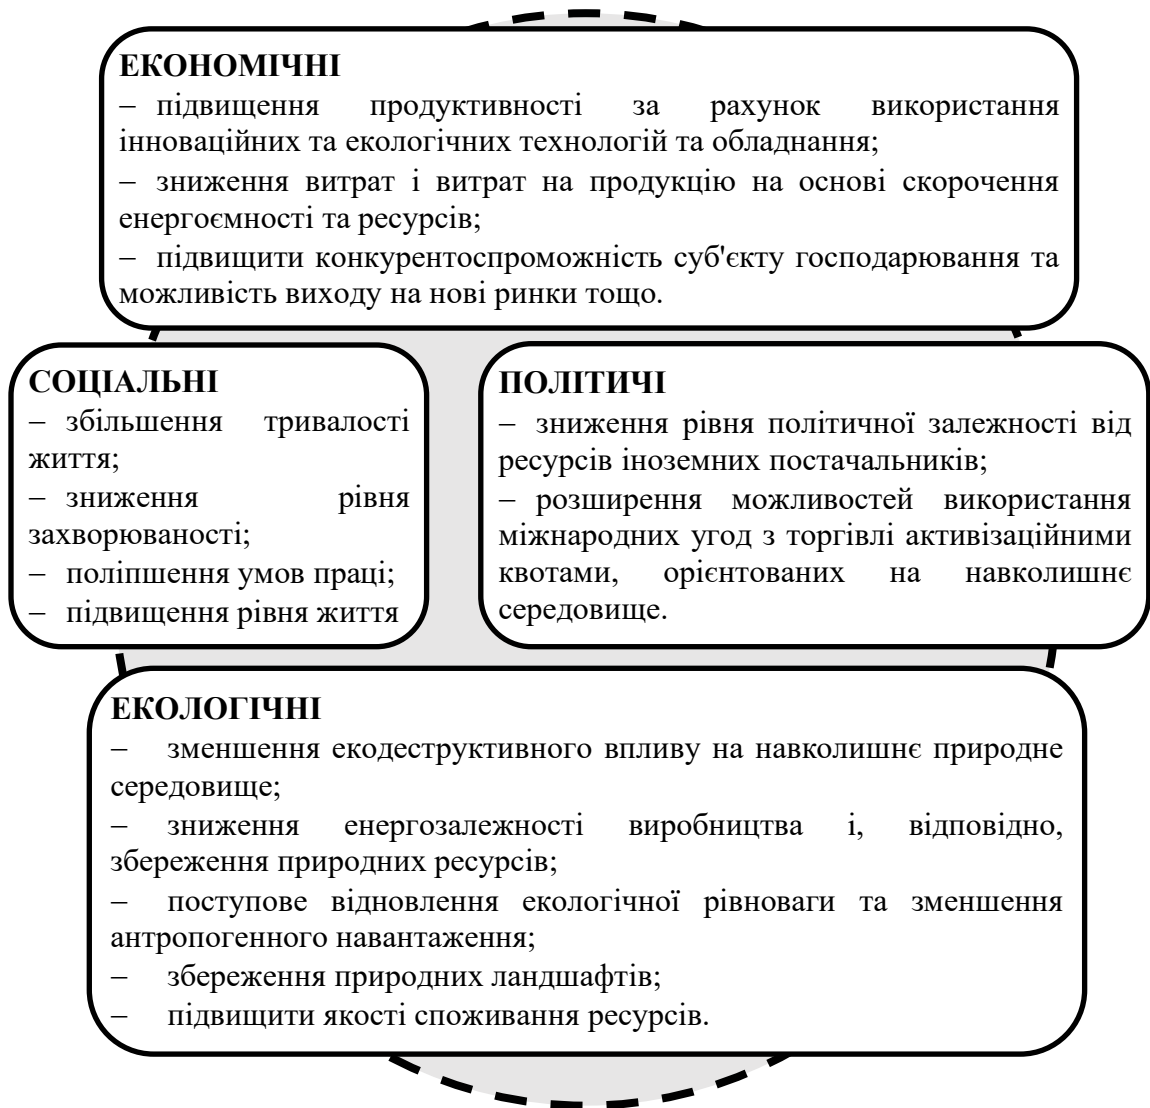 ЕКОНОМІЧНІ
− підвищення продуктивності за рахунок використання
інноваційних та екологічних технологій та обладнання;
− зниження витрат і витрат на продукцію на основі скорочення
енергоємності та ресурсів;
− підвищити конкурентоспроможність суб'єкту господарювання та
можливість виходу на нові ринки тощо.
СОЦІАЛЬНІ
− збільшення тривалості
життя;
− зниження рівня
захворюваності;
− поліпшення умов праці;
− підвищення рівня життя
ПОЛІТИЧІ
− зниження рівня політичної залежності від
ресурсів іноземних постачальників;
− розширення можливостей використання
міжнародних угод з торгівлі активізаційними
квотами, орієнтованих на навколишнє
середовище.
ЕКОЛОГІЧНІ
− зменшення екодеструктивного впливу на навколишнє природне
середовище;
− зниження енергозалежності виробництва і, відповідно,
збереження природних ресурсів;
− поступове відновлення екологічної рівноваги та зменшення
антропогенного навантаження;
− збереження природних ландшафтів;
− підвищити якості споживання ресурсів.